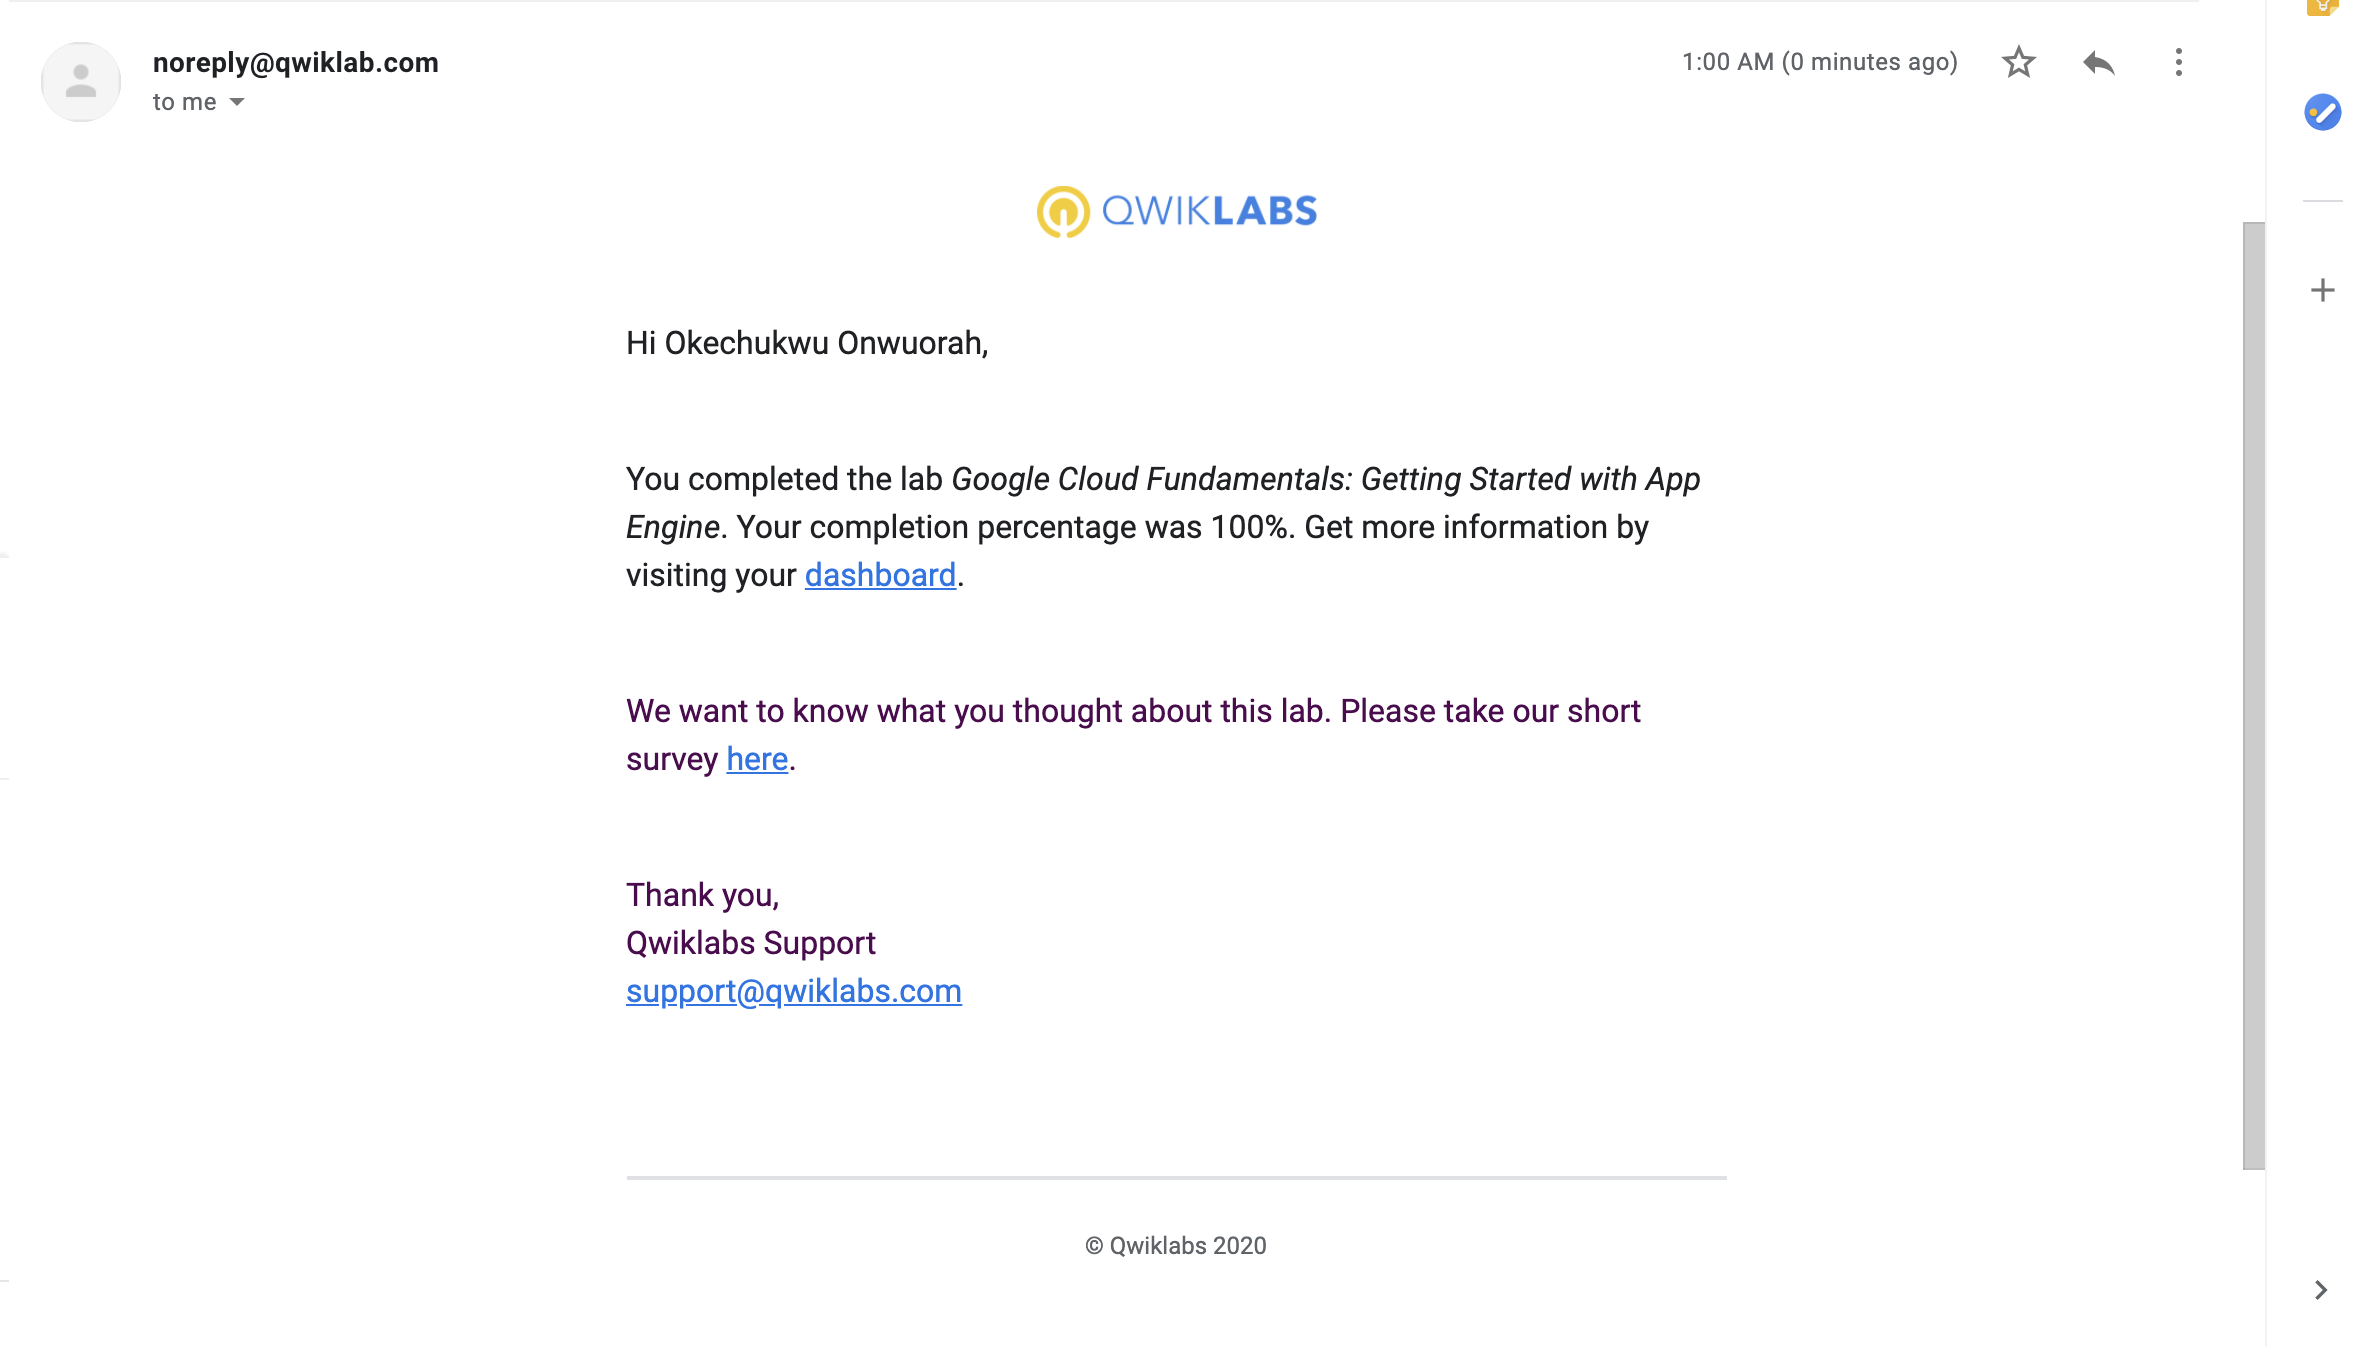 noreply@qwiklab.com
1:00 AM (0 minutes ago)
to me
QWIKLABS
Hi Okechukwu Onwuorah,
You completed the lab Google Cloud Fundamentals: Getting Started with App
Engine. Your completion percentage was 100%. Get more information by
visiting your dashboard.
We want to know what you thought about this lab. Please take our short
survey here.
Thank you,
Qwiklabs Support
support@qwiklabs.com
© Qwiklabs 2020